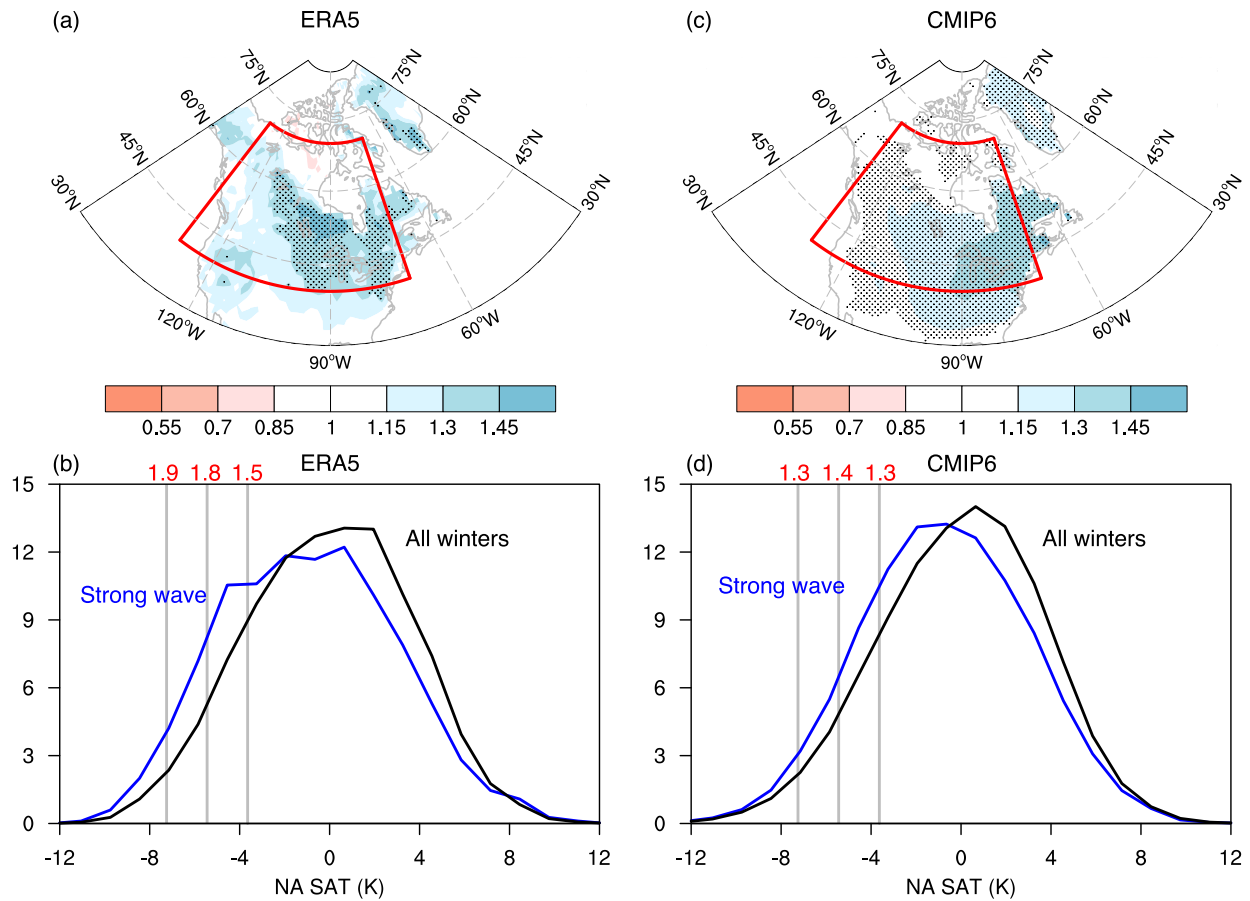 (a) ERA5
75°N 75°N
60°N 60°N
45°N 45°N
30°N 30°N
120°W 60°W
90°W
0.55 0.7 0.85 1 1.15 1.3 1.45
(c) CMIP6
75°N 75°N
60°N 60°N
45°N 45°N
30°N 30°N
120°W 60°W
90°W
0.55 0.7 0.85 1 1.15 1.3 1.45
(b) ERA5
1.9 1.8 1.5
15
12
9
6
3
0
All winters
Strong wave
-12 -8 -4 0 4 8 12
NA SAT (K)
(d) CMIP6
1.3 1.4 1.3
15
12
9
6
3
0
All winters
Strong wave
-12 -8 -4 0 4 8 12
NA SAT (K)